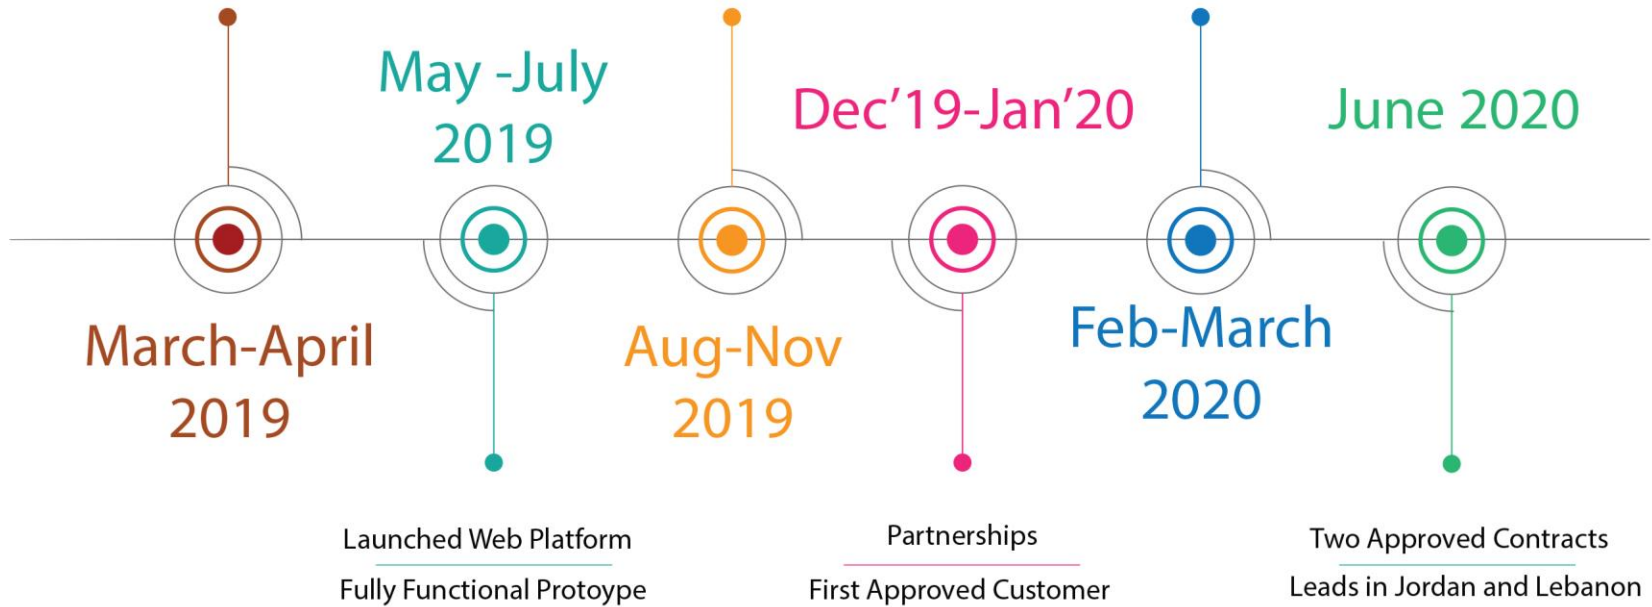 May -July
2019
Dec'19-Jan'20
June 2020
March-April
2019
Aug-Nov
2019
Feb-March
2020
Launched Web Platform
Fully Functional Protoype
Partnerships
First Approved Customer
Two Approved Contracts
Leads in Jordan and Lebanon